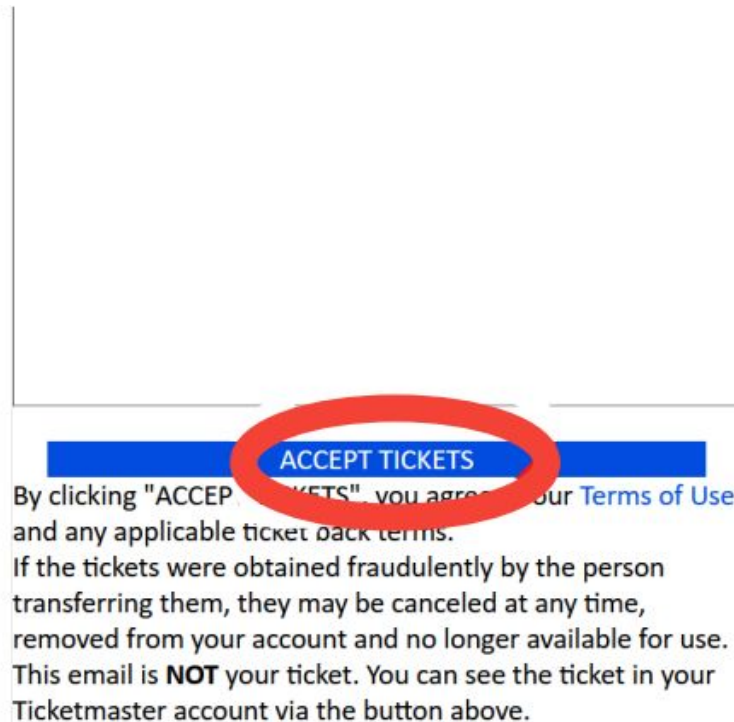 ACCEPT TICKETS
By clicking "ACCEP KETS", you agre our Terms of Use
and any applicable ticket back terms.
If the tickets were obtained fraudulently by the person
transferring them, they may be canceled at any time,
removed from your account and no longer available for use.
This email is NOT your ticket. You can see the ticket in your
Ticketmaster account via the button above.